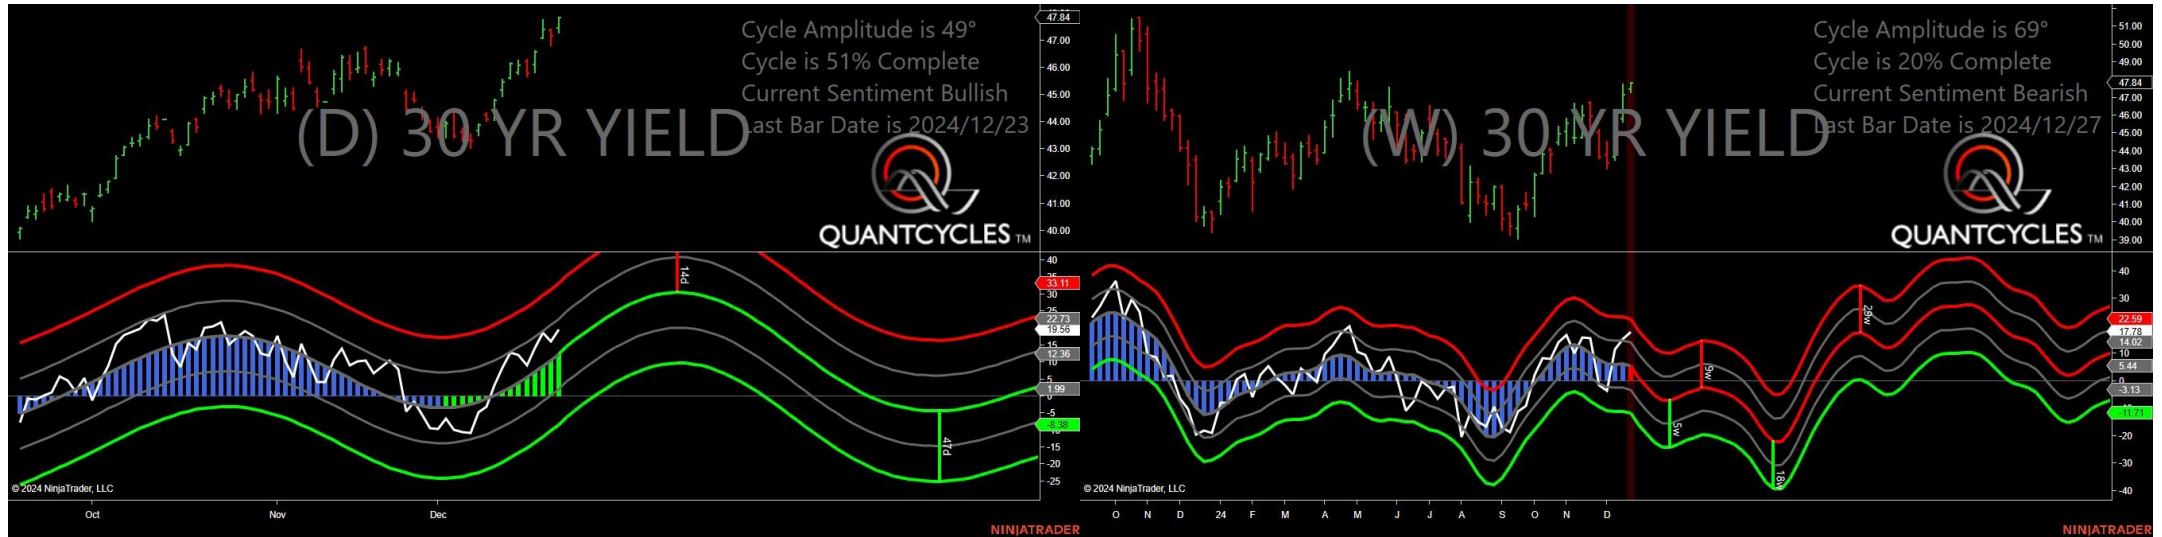 Cycle Amplitude is 49°
Cycle is 51% Complete
Current Sentiment Bullish
Last Bar Date is 2024/12/23
(D) 30 YR YIELD
QUANTCYCLES TM
47.84
47.00
46.00
45.00
44.00
43.00
42.00
41.00
40.00
14d
47d
40
33.11
30
22.73
19.56
15
12.36
1.99
-5
-8.38
-15
-20
-25
© 2024 NinjaTrader, LLC
Oct Nov Dec
NINJATRADER
Cycle Amplitude is 69°
Cycle is 20% Complete
Current Sentiment Bearish
Last Bar Date is 2024/12/27
(W) 30 YR YIELD
QUANTCYCLES TM
51.00
50.00
49.00
47.84
47.00
46.00
45.00
44.00
43.00
42.00
41.00
40.00
39.00
5w
9w
18w
29w
40
30
22.59
17.78
14.02
10
5.44
0
-3.13
-11.71
-20
-30
-40
© 2024 NinjaTrader, LLC
O N D 24 F M A M J J A S O N D
NINJATRADER